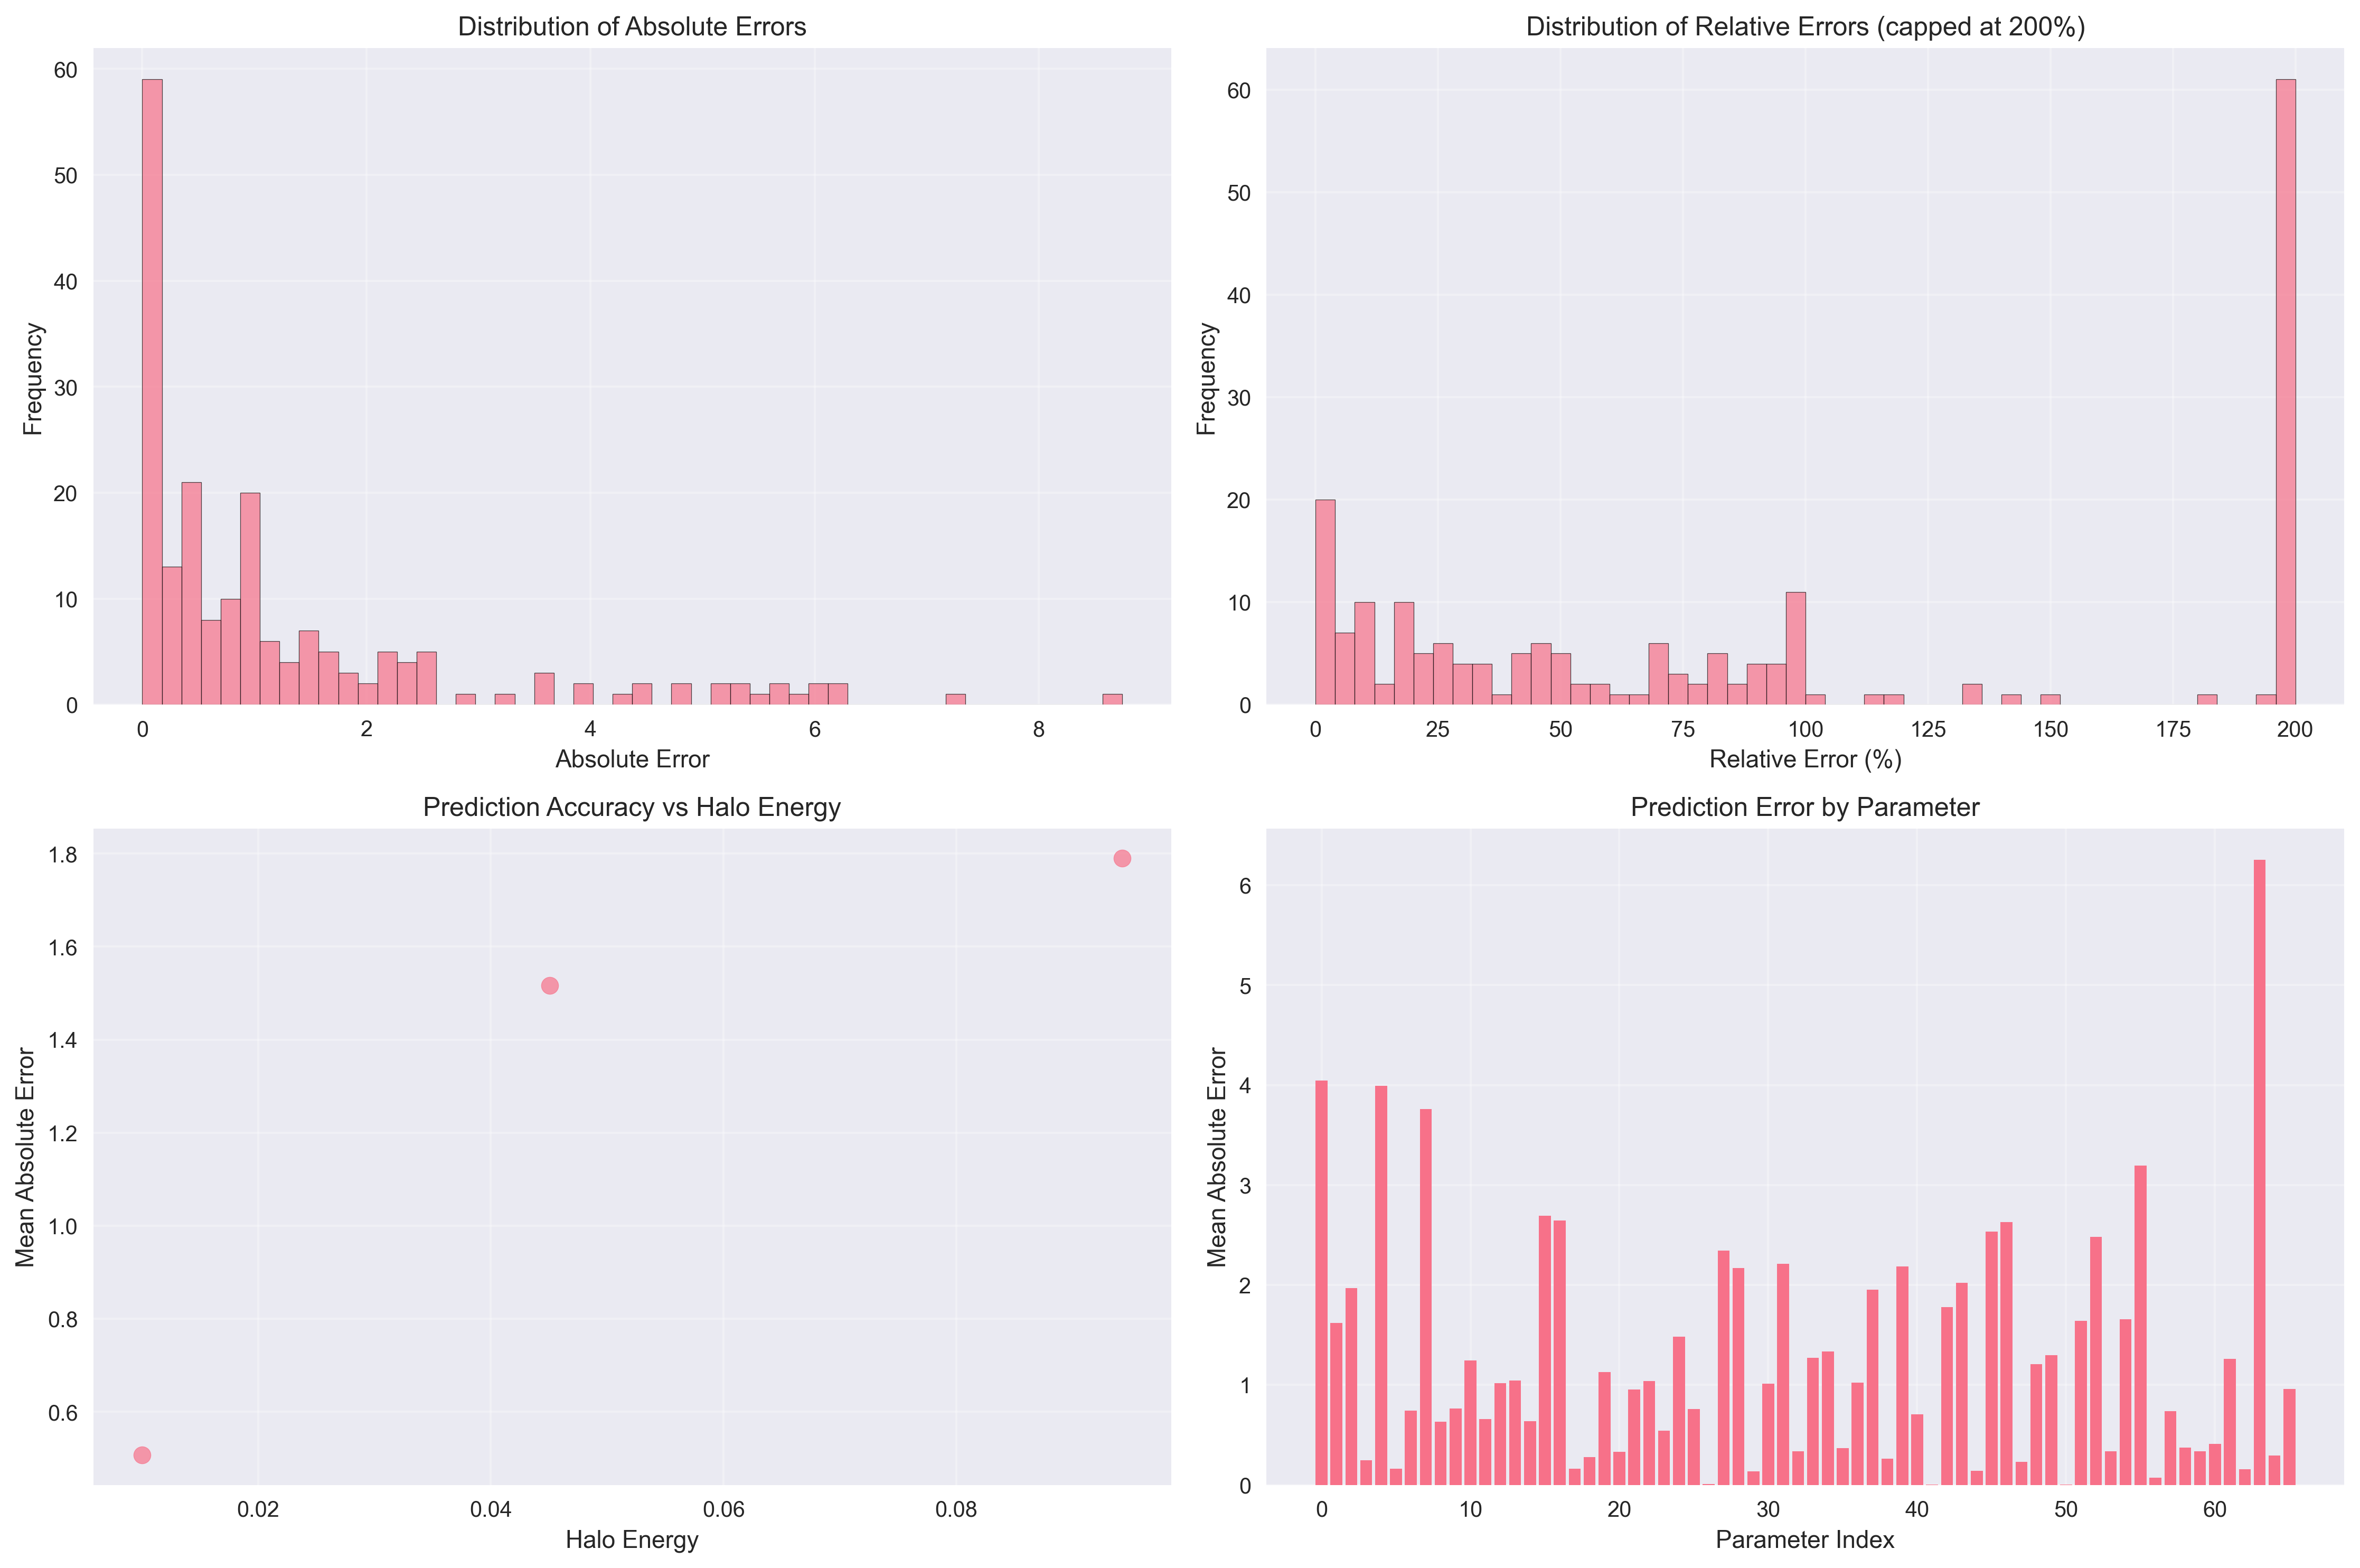 Distribution of Absolute Errors
60
50
40
30
20
10
0
Frequency
0 2 4 6 8
Absolute Error
Distribution of Relative Errors (capped at 200%)
60
50
40
30
20
10
0
Frequency
0 25 50 75 100 125 150 175 200
Relative Error (%)
Prediction Accuracy vs Halo Energy
1.8
1.6
1.4
1.2
1.0
0.8
0.6
Mean Absolute Error
0.02 0.04 0.06 0.08
Halo Energy
Prediction Error by Parameter
6
5
4
3
2
1
0
Mean Absolute Error
0 10 20 30 40 50 60
Parameter Index